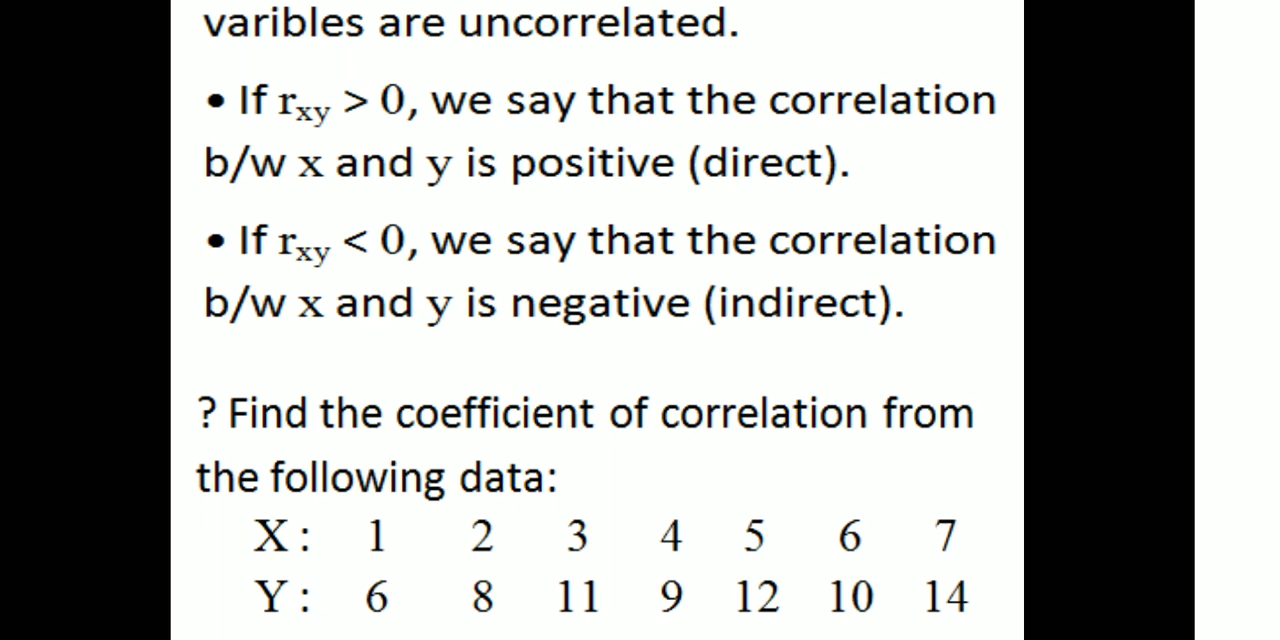 varibles are uncorrelated.
• If rxy > 0, we say that the correlation
b/w x and y is positive (direct).
• If rxy < 0, we say that the correlation
b/w x and y is negative (indirect).
? Find the coefficient of correlation from
the following data:
X : 1 2 3 4 5 6 7
Y : 6 8 11 9 12 10 14